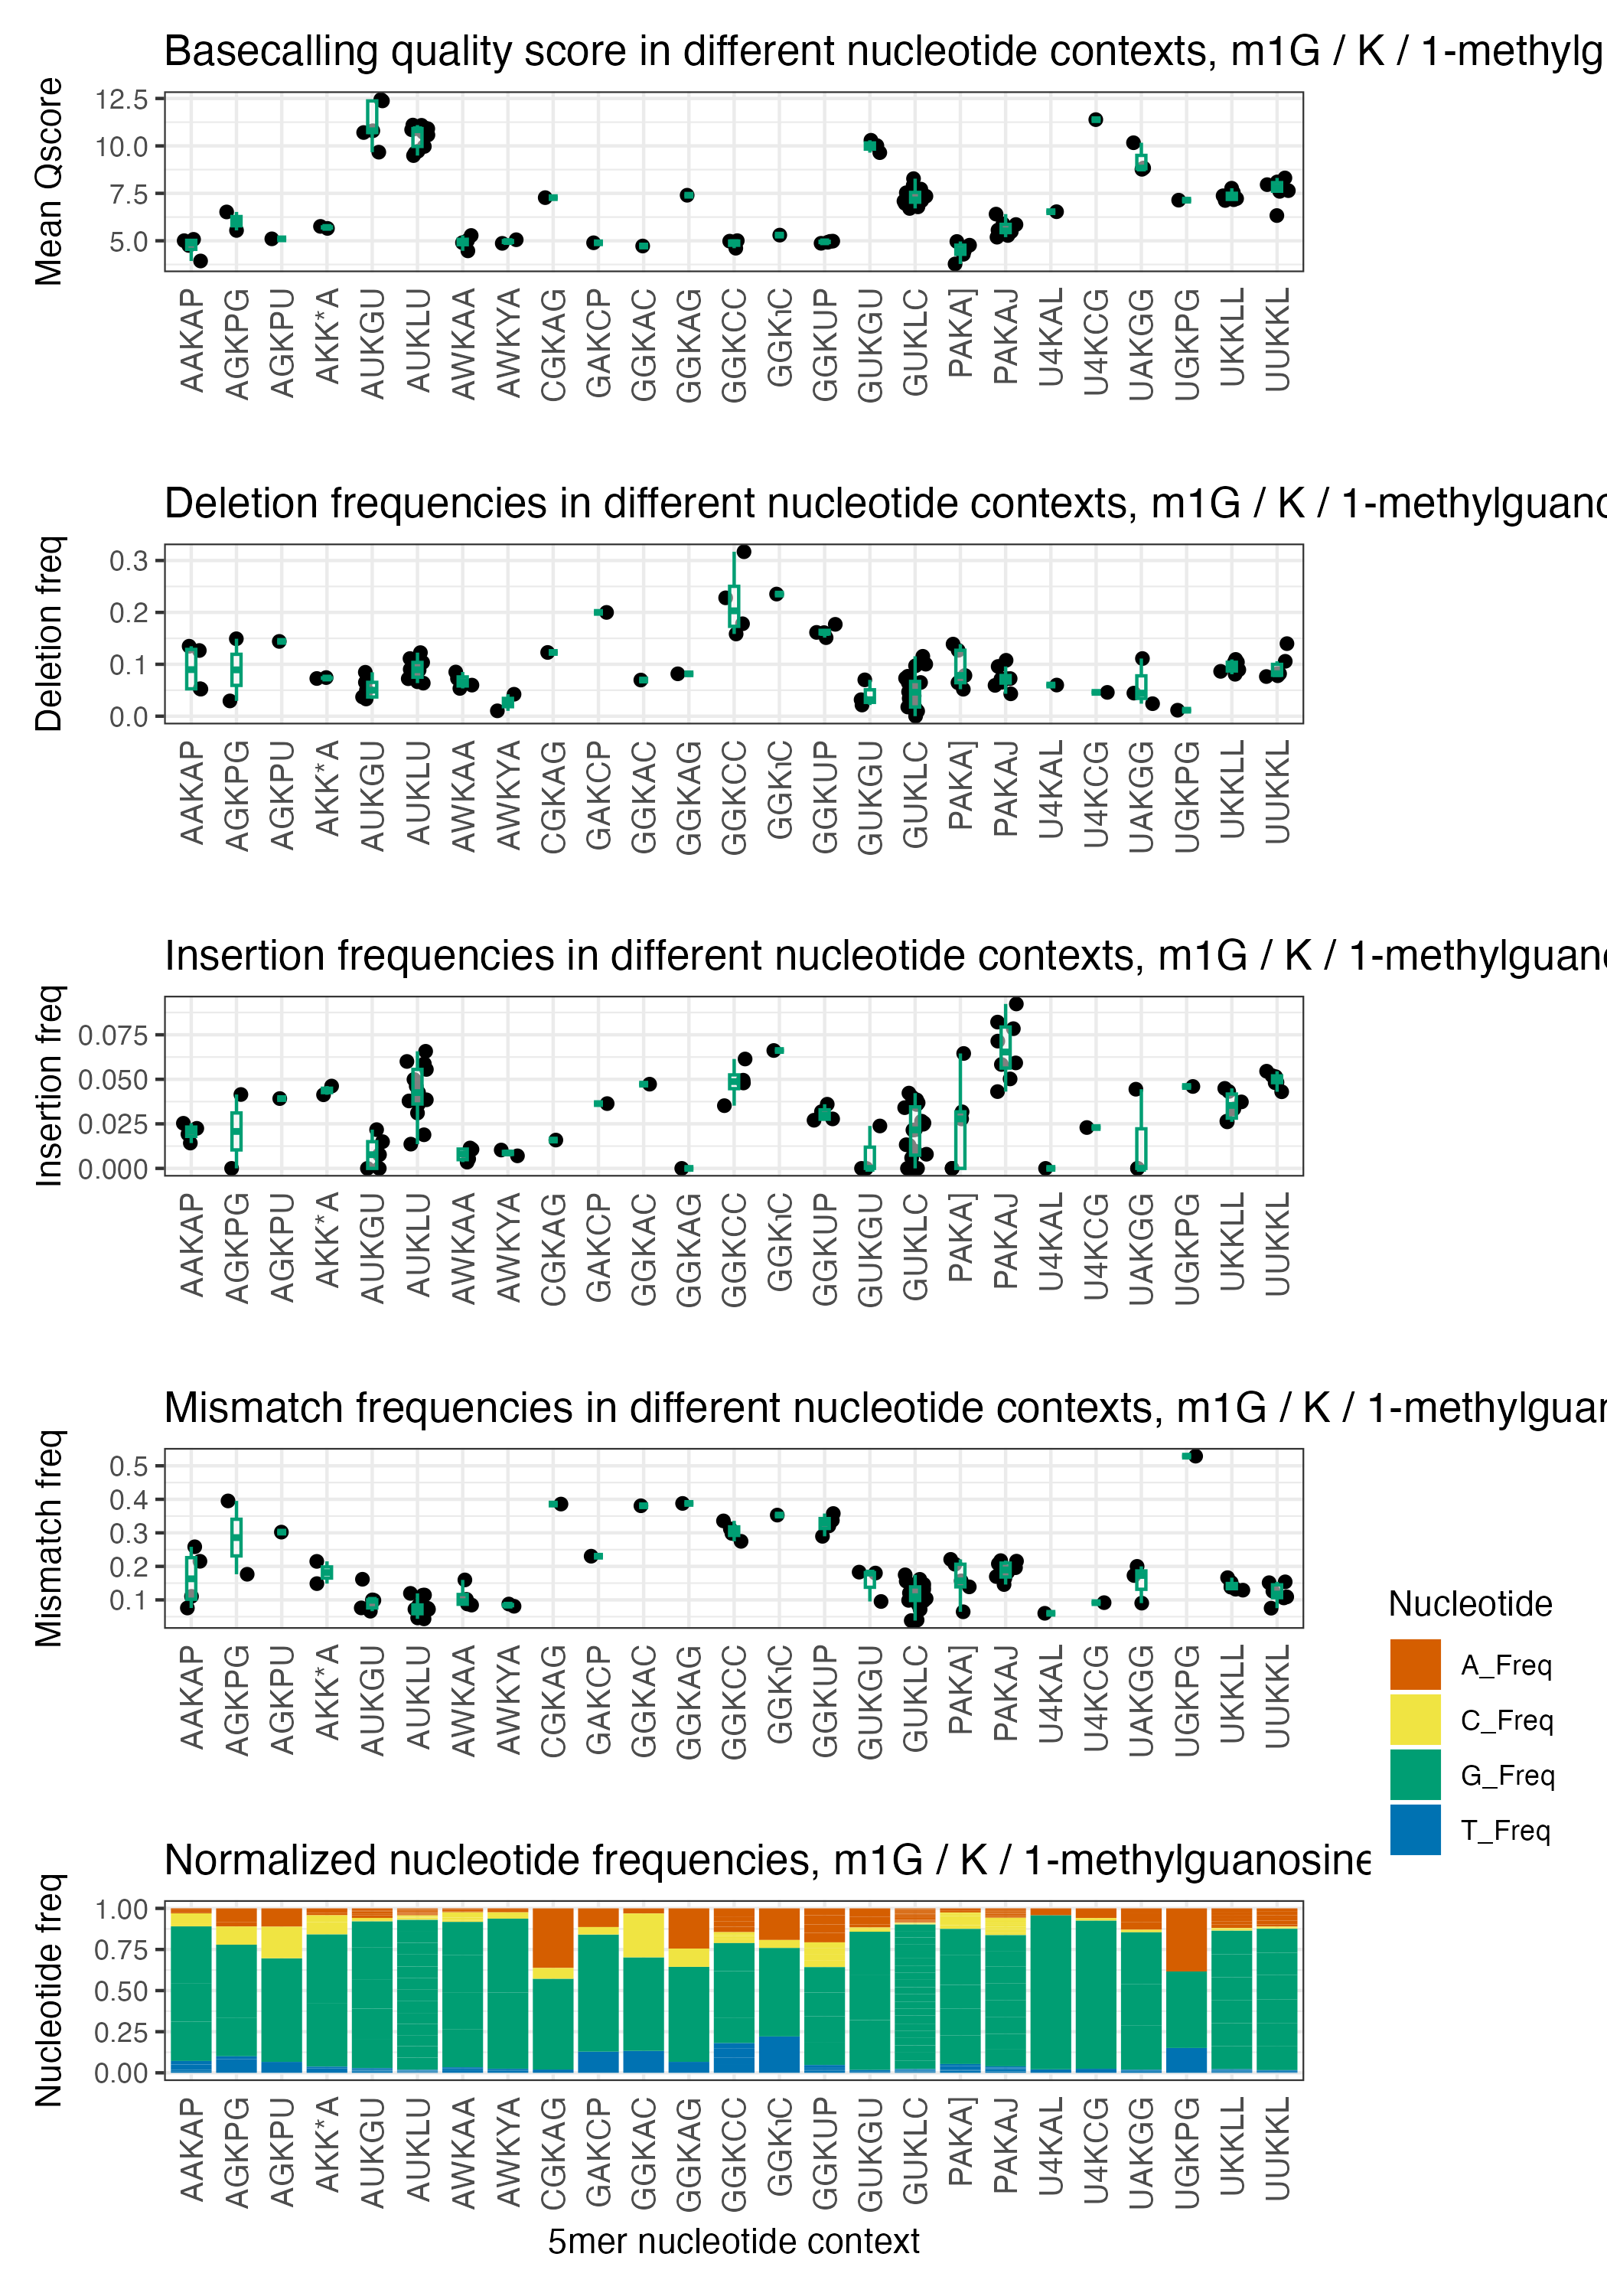 Basecalling quality score in different nucleotide contexts, m1G / K / 1-methylg
Mean Qscore
12.5
10.0
7.5
5.0
AAKAP AGKPG AGKPU AKK*A AUKGU AUKLU AWKAA AWKYA CGKAG GAKCP GGKAC GGKAG GGKCC GGKıC GGKUP GUKGU GUKLC PAKA] PAKAJ U4KAL U4KCG UAKGG UGKPG UKKLL UUKKL
Deletion frequencies in different nucleotide contexts, m1G / K / 1-methylguano
Deletion freq
0.3
0.2
0.1
0.0
AAKAP AGKPG AGKPU AKK*A AUKGU AUKLU AWKAA AWKYA CGKAG GAKCP GGKAC GGKAG GGKCC GGKıC GGKUP GUKGU GUKLC PAKA] PAKAJ U4KAL U4KCG UAKGG UGKPG UKKLL UUKKL
Insertion frequencies in different nucleotide contexts, m1G / K / 1-methylguano
Insertion freq
0.075
0.050
0.025
0.000
AAKAP AGKPG AGKPU AKK*A AUKGU AUKLU AWKAA AWKYA CGKAG GAKCP GGKAC GGKAG GGKCC GGKıC GGKUP GUKGU GUKLC PAKA] PAKAJ U4KAL U4KCG UAKGG UGKPG UKKLL UUKKL
Mismatch frequencies in different nucleotide contexts, m1G / K / 1-methylguan
Mismatch freq
0.5
0.4
0.3
0.2
0.1
AAKAP AGKPG AGKPU AKK*A AUKGU AUKLU AWKAA AWKYA CGKAG GAKCP GGKAC GGKAG GGKCC GGKıC GGKUP GUKGU GUKLC PAKA] PAKAJ U4KAL U4KCG UAKGG UGKPG UKKLL UUKKL
Nucleotide
A_Freq
C_Freq
G_Freq
T_Freq
Normalized nucleotide frequencies, m1G / K / 1-methylguanosine
Nucleotide freq
1.00
0.75
0.50
0.25
0.00
AAKAP AGKPG AGKPU AKK*A AUKGU AUKLU AWKAA AWKYA CGKAG GAKCP GGKAC GGKAG GGKCC GGKıC GGKUP GUKGU GUKLC PAKA] PAKAJ U4KAL U4KCG UAKGG UGKPG UKKLL UUKKL
5mer nucleotide context